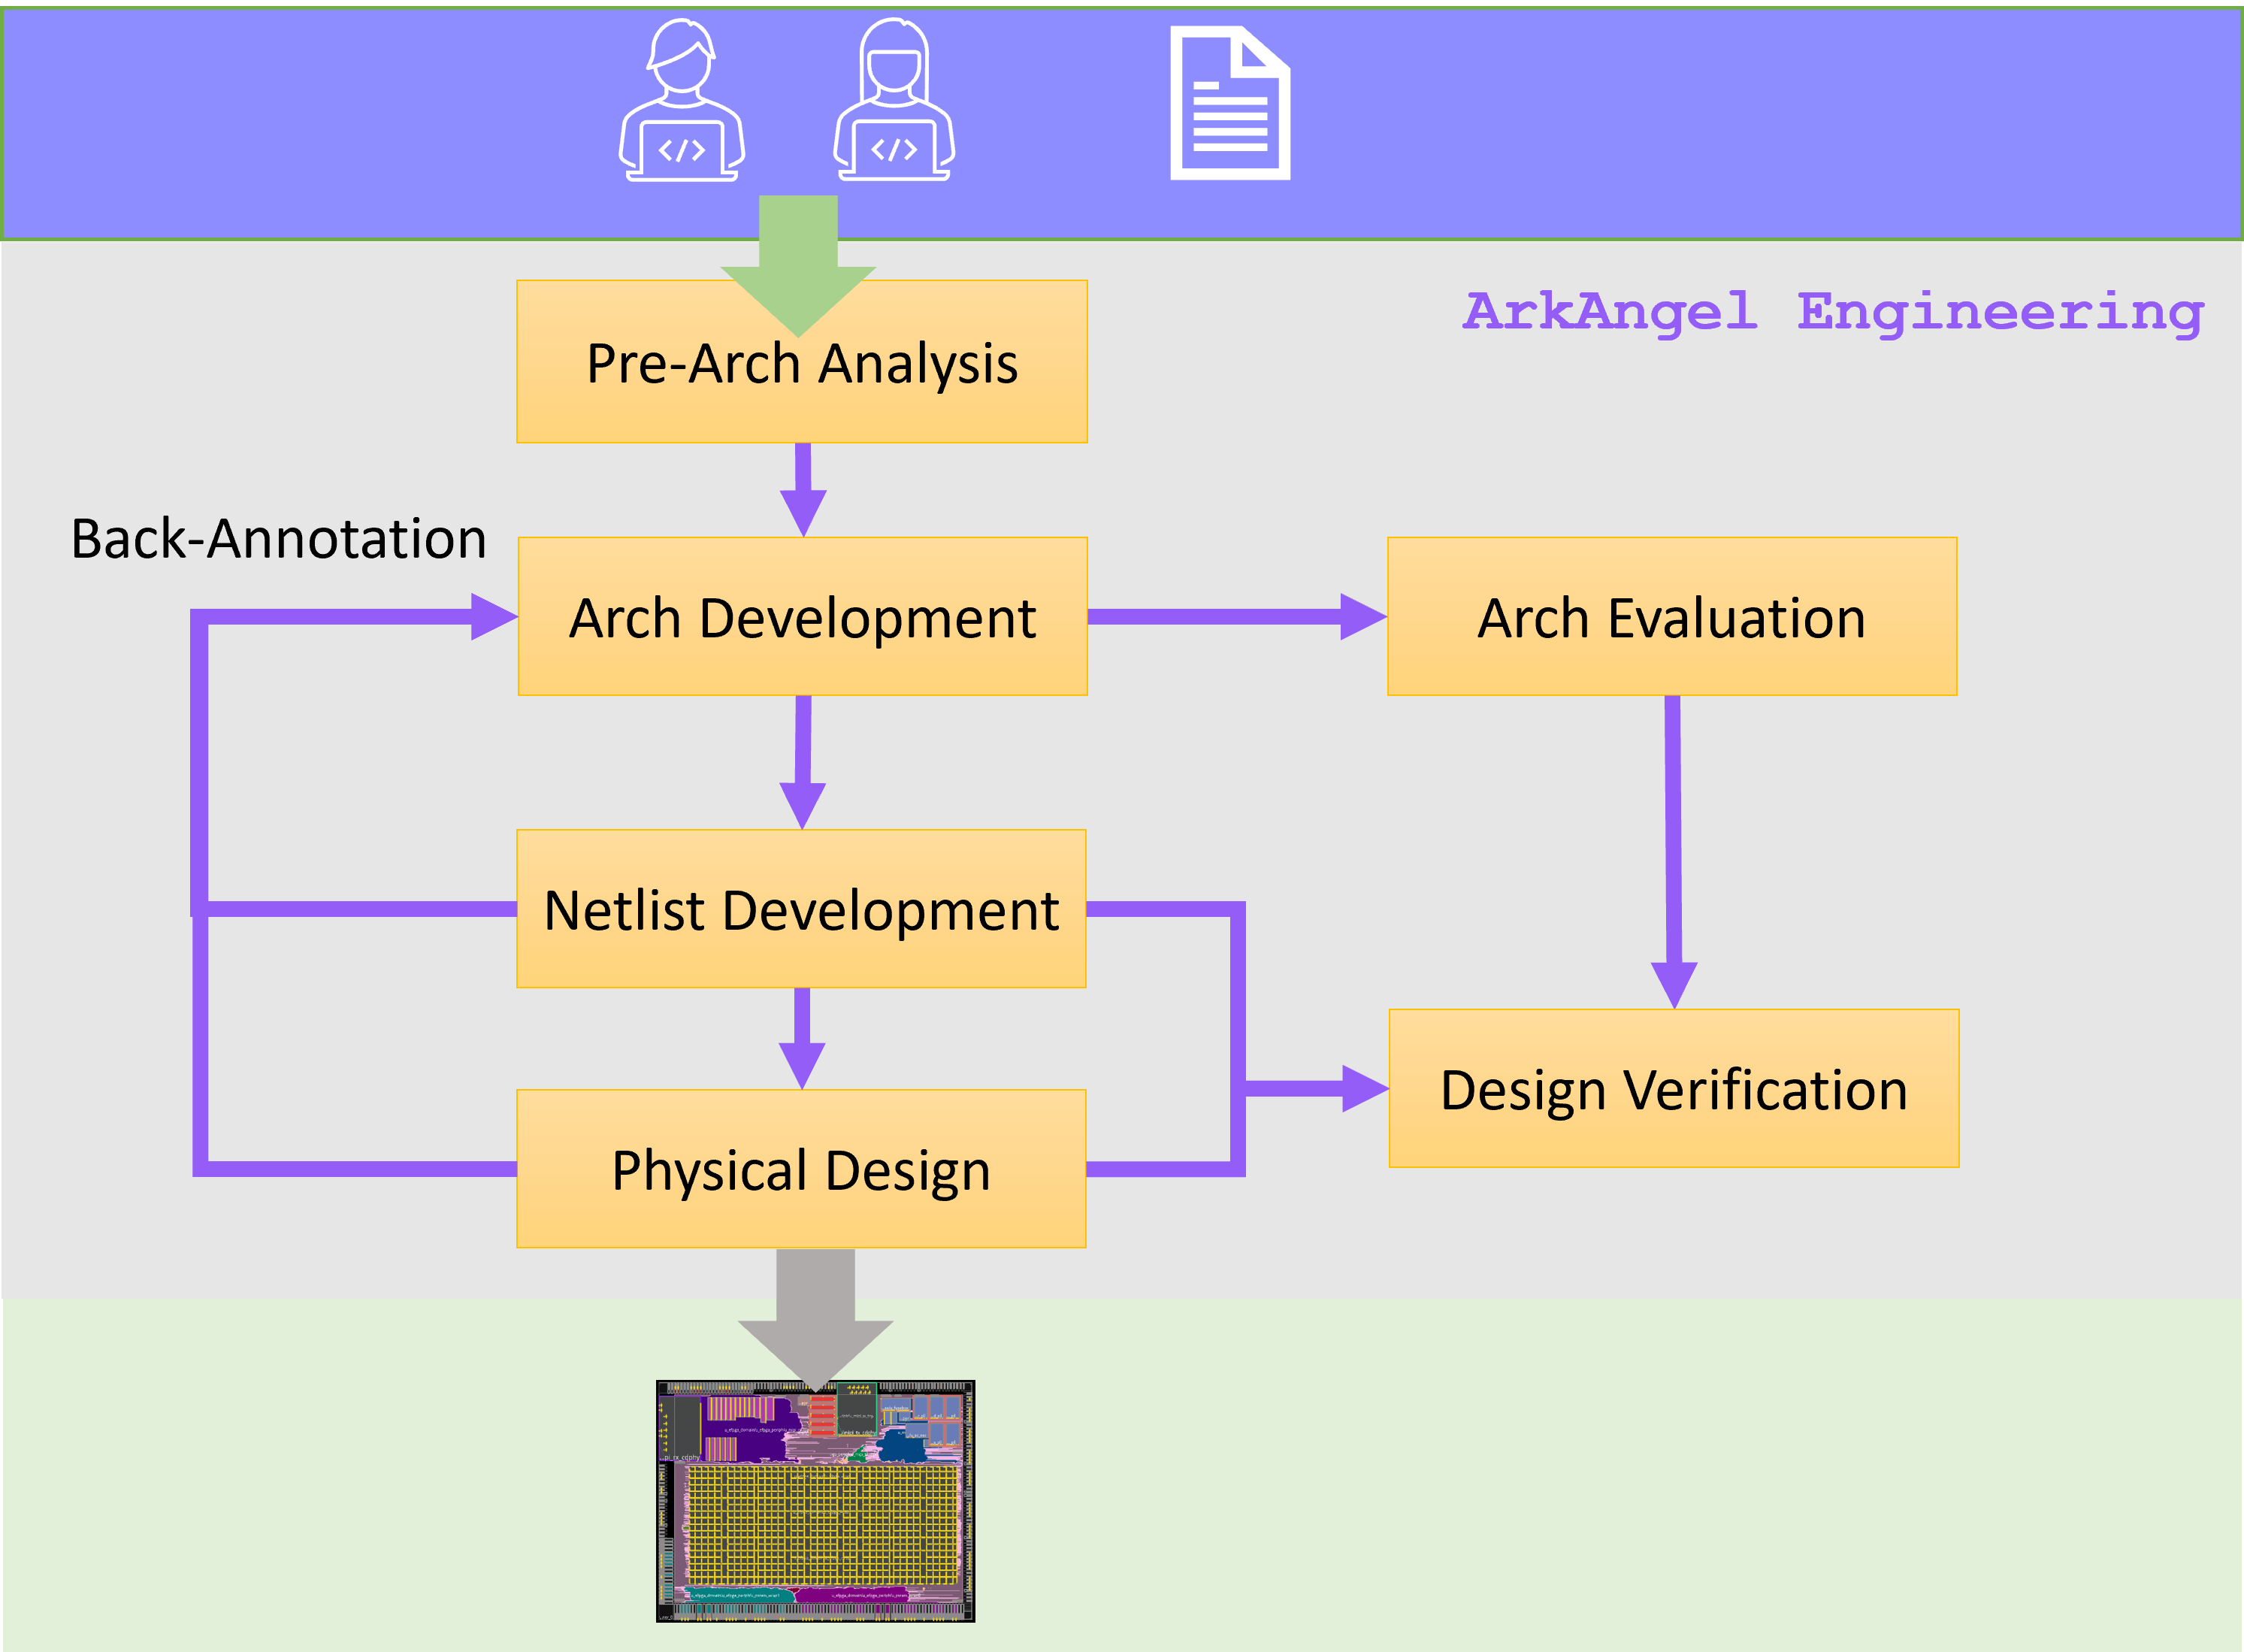 </>
</>
ArkAngel Engineering
Pre-Arch Analysis
Back-Annotation
Arch Development
Arch Evaluation
Netlist Development
Design Verification
Physical Design